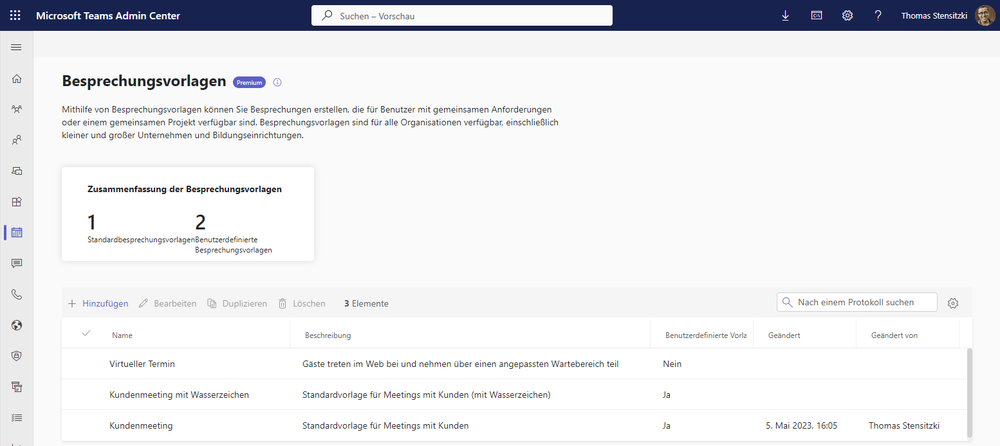 Microsoft Teams Admin Center
Suchen – Vorschau
Thomas Stensitzki
Besprechungsvorlagen Premium
Mithilfe von Besprechungsvorlagen können Sie Besprechungen erstellen, die für Benutzer mit gemeinsamen Anforderungen
oder einem gemeinsamen Projekt verfügbar sind. Besprechungsvorlagen sind für alle Organisationen verfügbar, einschließlich
kleiner und großer Unternehmen und Bildungseinrichtungen.
Zusammenfassung der Besprechungsvorlagen
1
Standardbesprechungsvorlagen
2
Benutzerdefinierte
Besprechungsvorlagen
Hinzufügen Bearbeiten Duplizieren Löschen 3 Elemente Nach einem Protokoll suchen
Name Beschreibung Benutzerdefinierte Vorla Geändert Geändert von
Virtueller Termin Gäste treten im Web bei und nehmen über einen angepassten Wartebereich teil Nein
Kundenmeeting mit Wasserzeichen Standardvorlage für Meetings mit Kunden (mit Wasserzeichen) Ja
Kundenmeeting Standardvorlage für Meetings mit Kunden Ja 5. Mai 2023, 16:05 Thomas Stensitzki